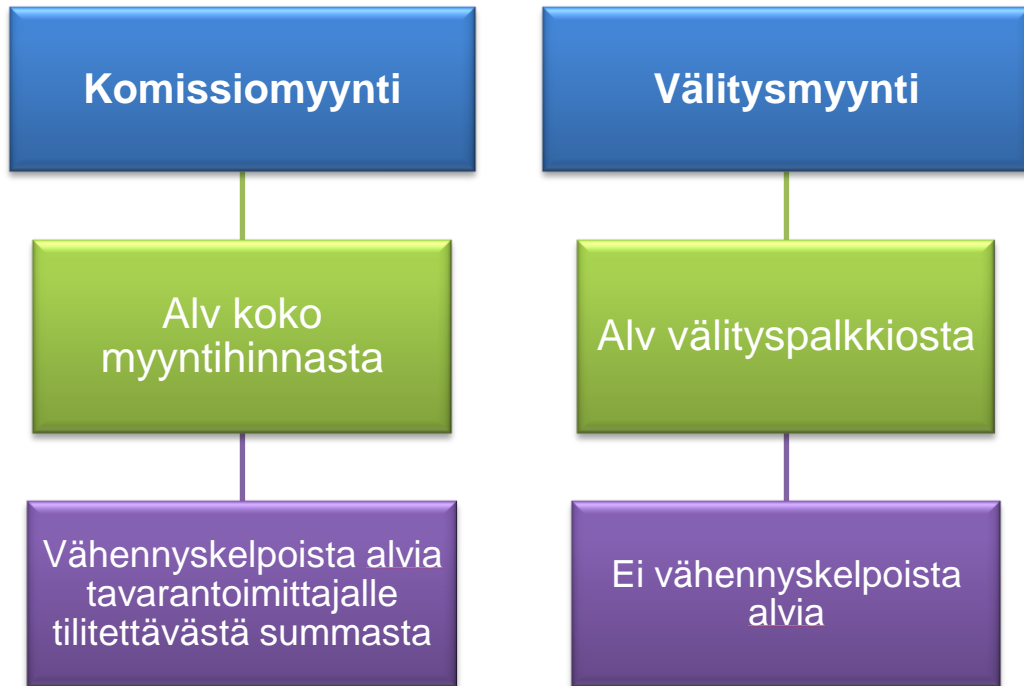 Komissiomyynti
Alv koko
myyntihinnasta
Vähennyskelpoista alvia
tavarantoimittajalle
tilitettävästä summasta
Välitysmyynti
Alv välityspalkkiosta
Ei vähennyskelpoista
alvia